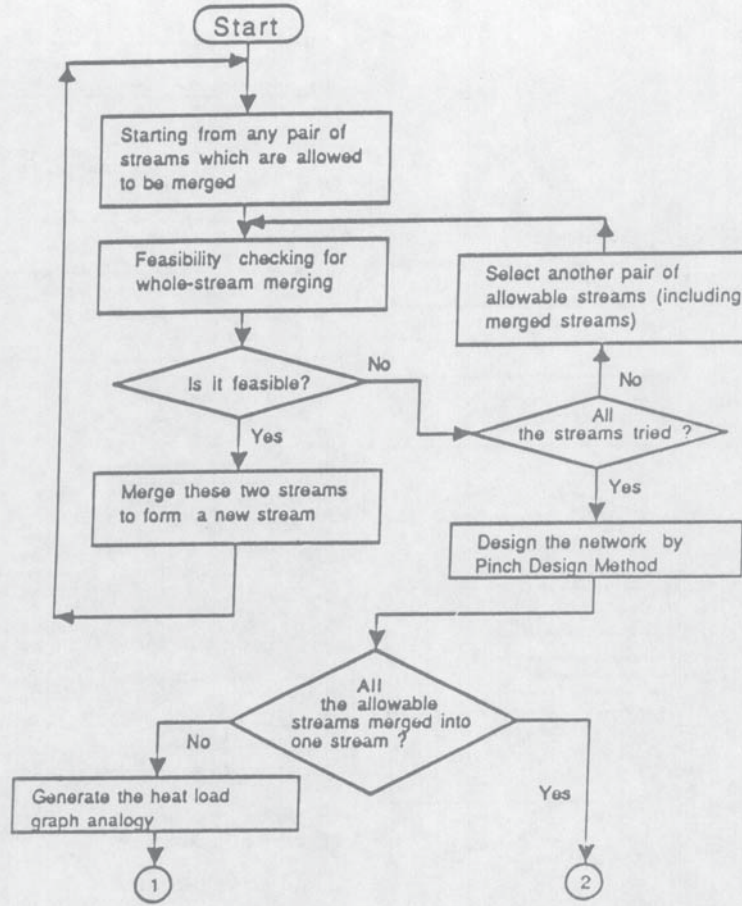 Start
Starting from any pair of
streams which are allowed
to be merged
Feasibility checking for
whole-stream merging
Select another pair of
allowable streams (including
merged streams)
Is it feasible?
No
No
All
the streams tried ?
Yes
Yes
Merge these two streams
to form a new stream
Design the network by
Pinch Design Method
All
the allowable
streams merged into
one stream ?
No
Yes
Generate the heat load
graph analogy
1
2